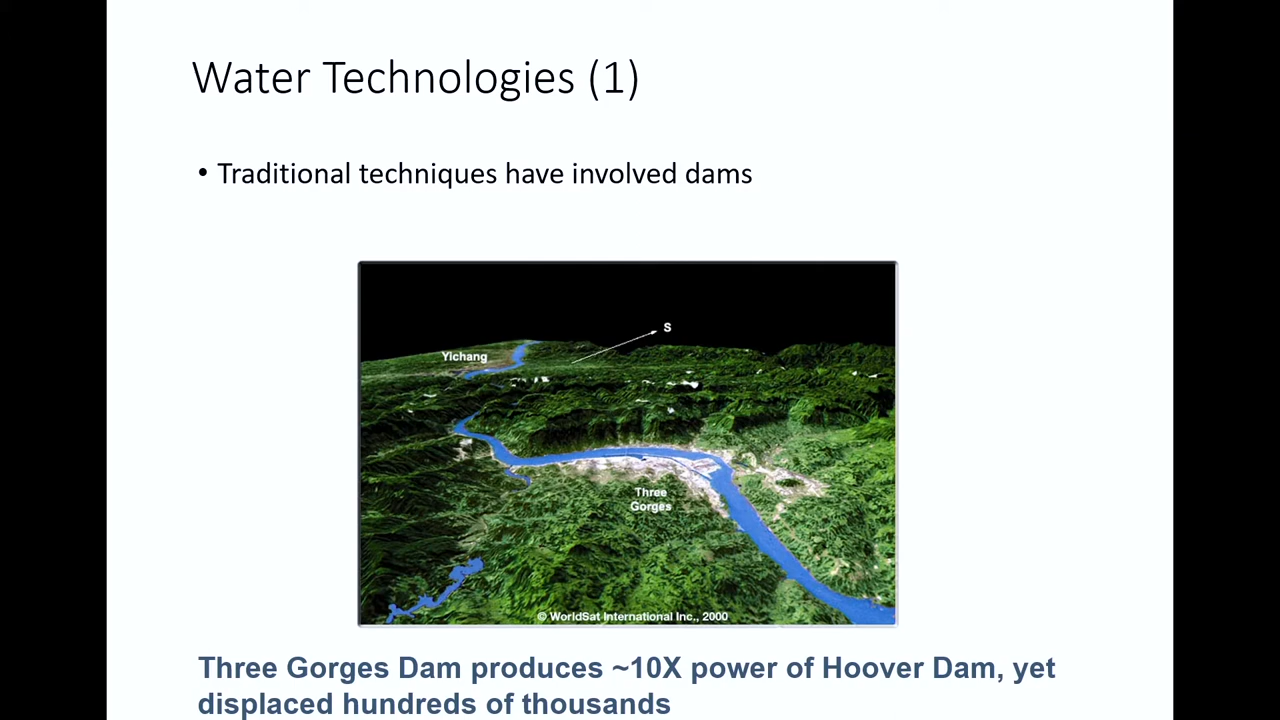 Water Technologies (1)
• Traditional techniques have involved dams
S
Yichang
Three
Gorges
© WorldSat International Inc., 2000
Three Gorges Dam produces ~10X power of Hoover Dam, yet
displaced hundreds of thousands